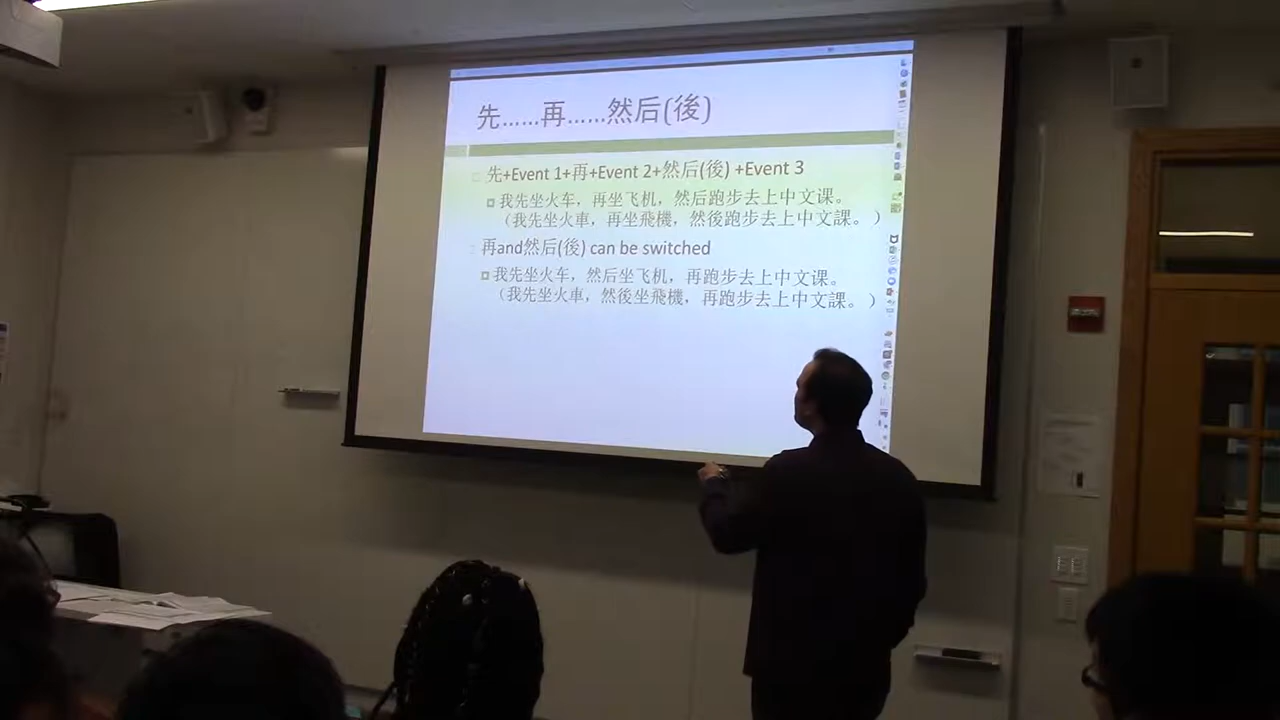 先……再……然后(後)
先+Event 1+再+Event 2+然后(後) +Event 3
我先坐火车，再坐飞机，然后跑步去上中文课。
（我先坐火車，再坐飛機，然後跑步去上中文課。）
再and然后(後) can be switched
我先坐火车，然后坐飞机，再跑步去上中文课。
（我先坐火車，然後坐飛機，再跑步去上中文課。）